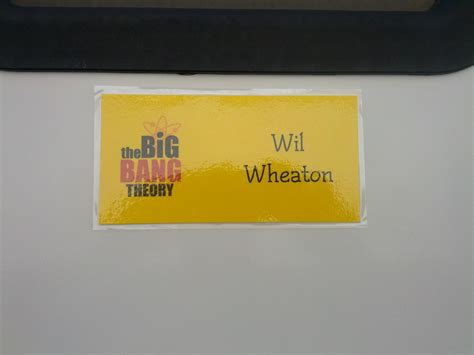 the BiG
BANG
THEORY
Wil
Wheaton